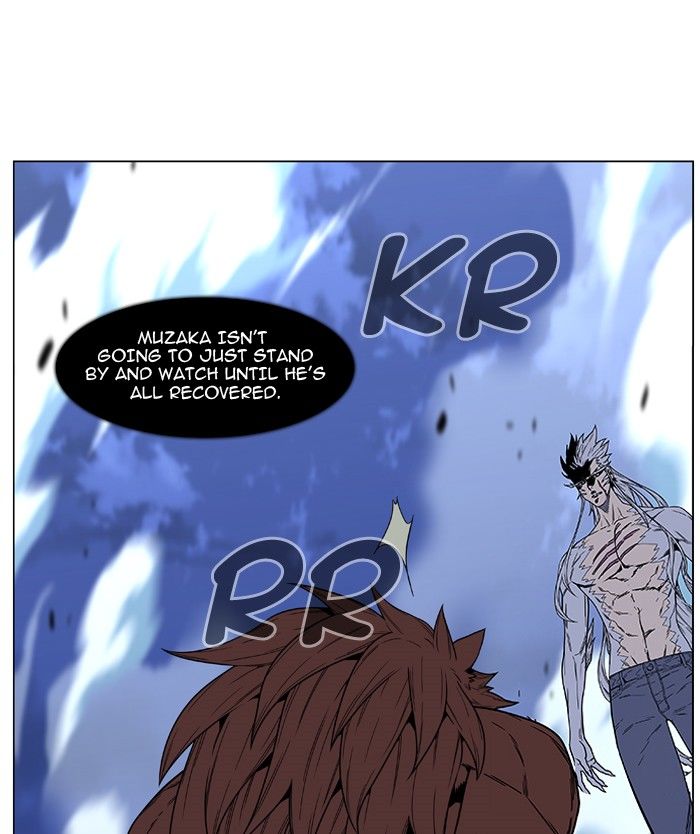 KR
MUZAKA ISN'T
GOING TO JUST STAND
BY AND WATCH UNTIL HE'S
ALL RECOVERED.
RR